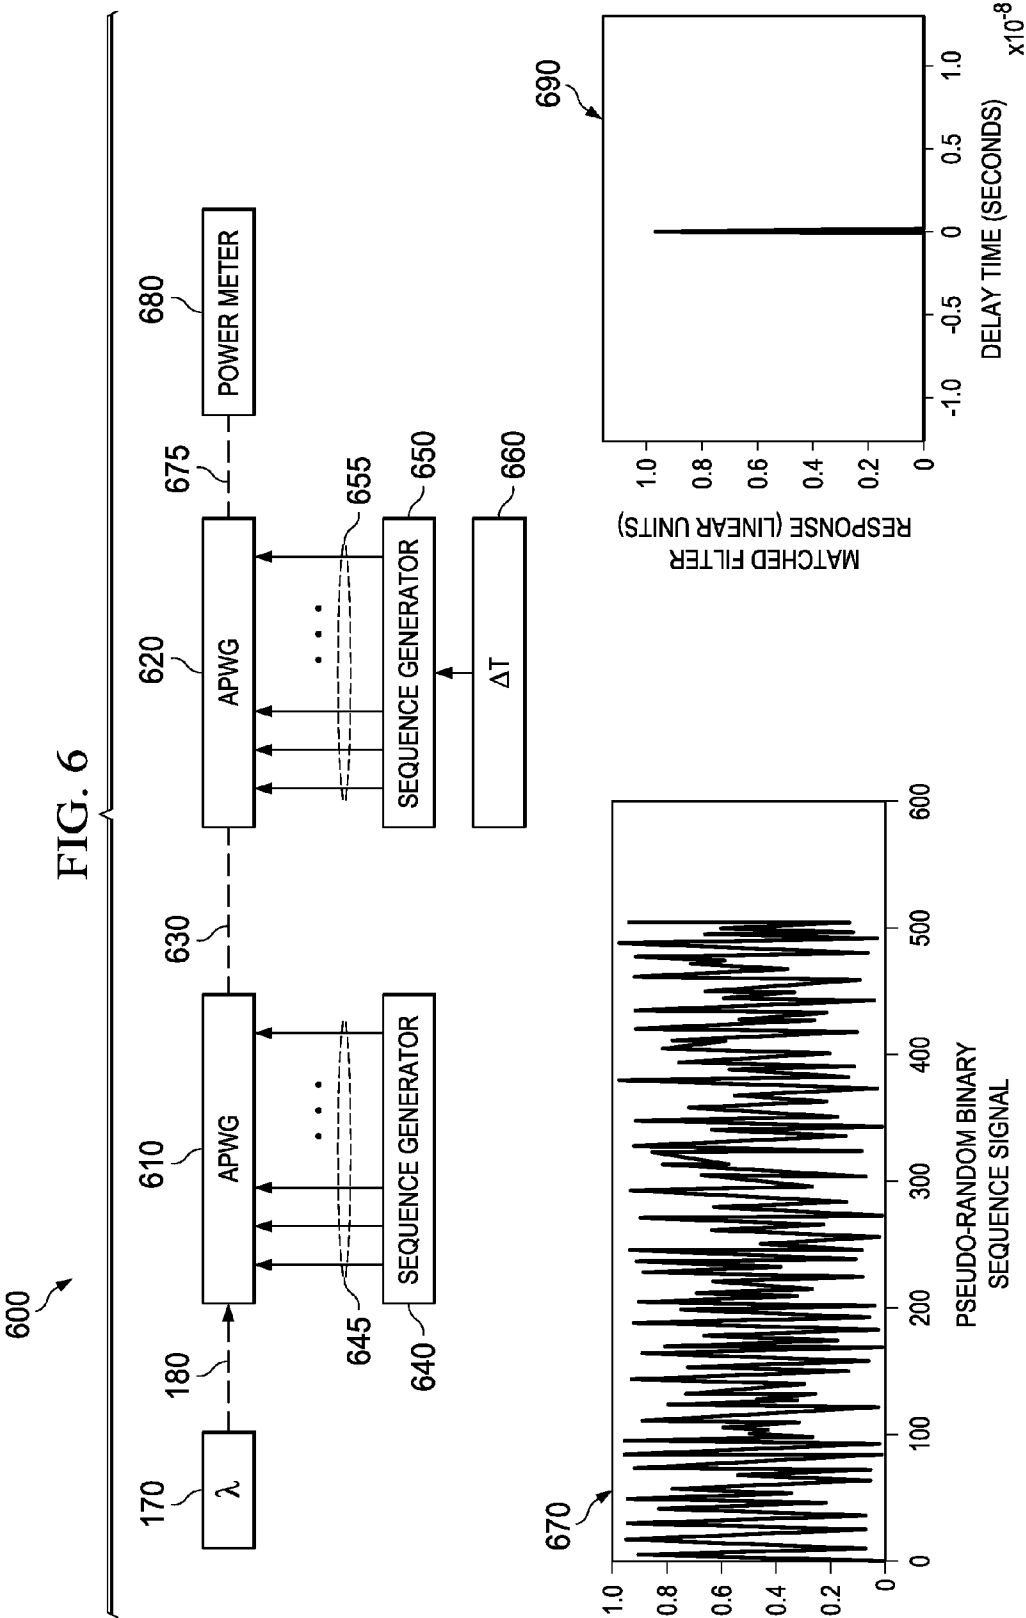 FIG. 6
600
170
λ
180
610
APWG
630
620
APWG
675
680
POWER METER
645
655
640
SEQUENCE GENERATOR
SEQUENCE GENERATOR
650
ΔT
660
670
1.0
0.8
0.6
0.4
0.2
0
0
100
200
300
400
500
600
PSEUDO-RANDOM BINARY
SEQUENCE SIGNAL
690
MATCHED FILTER
RESPONSE (LINEAR UNITS)
1.0
0.8
0.6
0.4
0.2
0
-1.0
-0.5
0
0.5
1.0
x10-8
DELAY TIME (SECONDS)